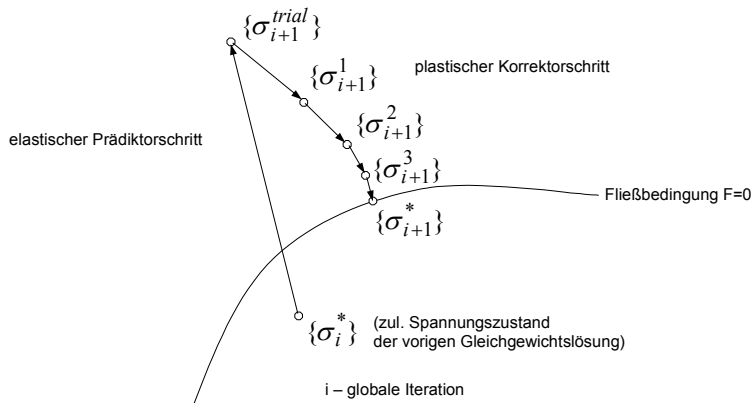 {σ_{i+1}^{trial}}
{σ_{i+1}^{1}}
plastischer Korrektorschritt
{σ_{i+1}^{2}}
elastischer Prädiktorschritt
{σ_{i+1}^{3}}
Fließbedingung F=0
{σ_{i+1}^{*}}
{σ_{i}^{*}} (zul. Spannungszustand
der vorigen Gleichgewichtslösung)
i – globale Iteration